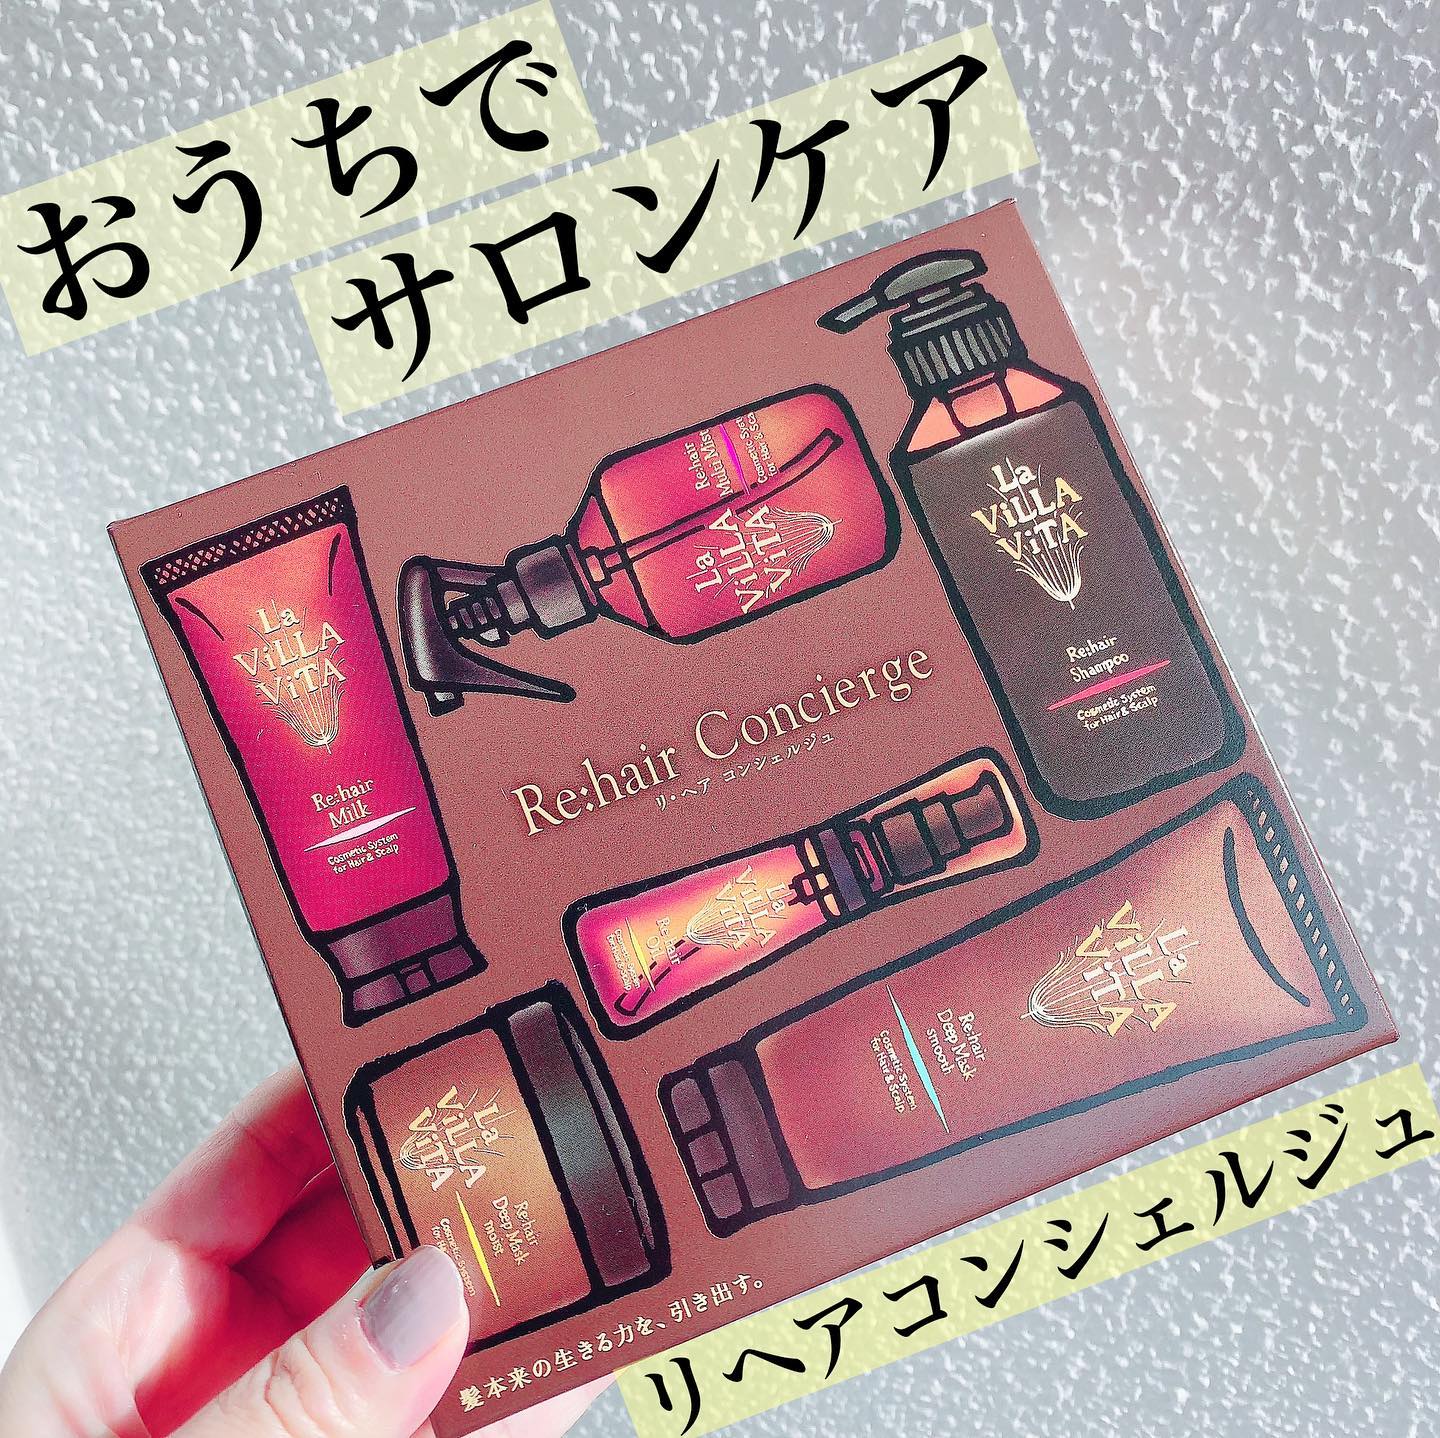 おうちで
サロンケア
La
ViLLA
ViTA
Re:hair
Milk
Cosmetic System
for Hair & Scalp
La
ViLLA
ViTA
Re:hair
Multi Mist
La
ViLLA
ViTA
Re:hair
Shampoo
Cosmetic System
for Hair & Scalp
Re:hair Concierge
リ・ヘア コンシェルジュ
La
ViLLA
ViTA
Re:hair
Oil
La
ViLLA
ViTA
Re:hair
Deep Mask
smooth
Cosmetic System
for Hair & Scalp
La
ViLLA
ViTA
Re:hair
Deep Mask
moist
Cosmetic System
髪本来の生きる力を、引き出す。
リヘアコンシェルジュ